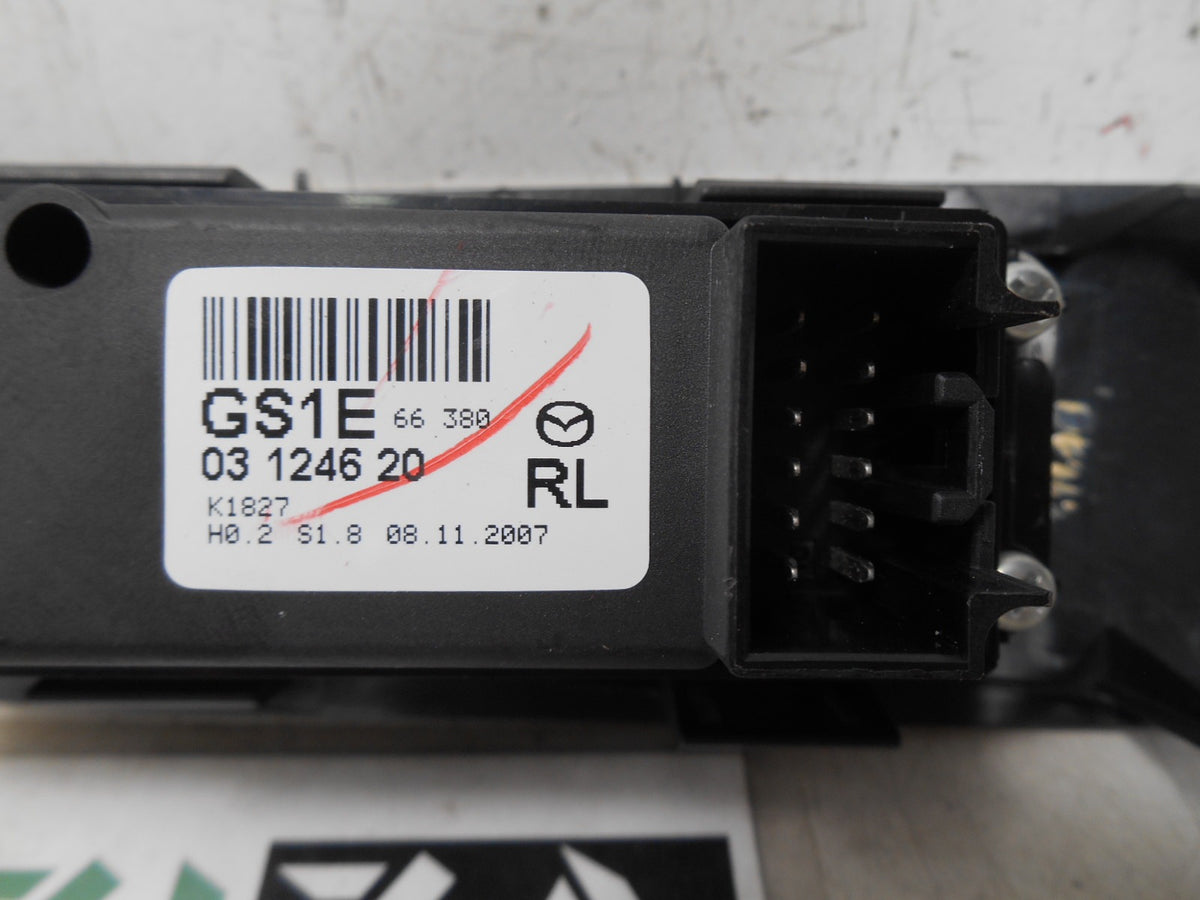 GS1E 66 380
03 1246 20
RL
K1827
H0.2 S1.8 08.11.2007